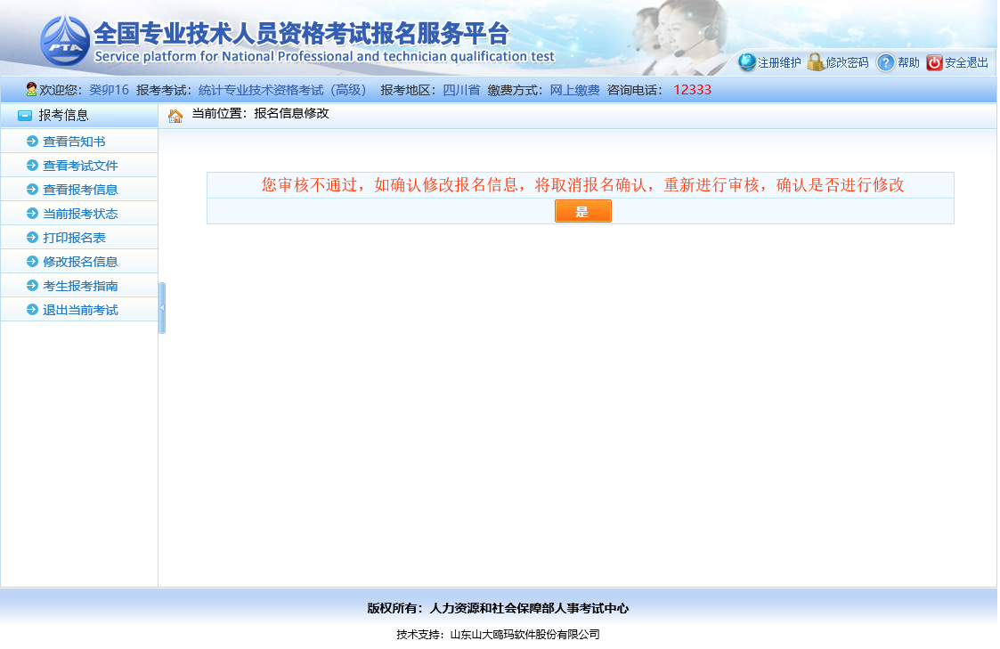 全国专业技术人员资格考试报名服务平台
PTA
Service platform for National Professional and technician qualification test
注册维护 修改密码 帮助 安全退出
欢迎您：癸卯16 报考考试：统计专业技术资格考试（高级） 报考地区：四川省 缴费方式：网上缴费 咨询电话： 12333
报考信息
当前位置：报名信息修改
查看告知书
查看考试文件
查看报考信息
当前报考状态
打印报名表
修改报名信息
考生报考指南
退出当前考试
您审核不通过，如确认修改报名信息，将取消报名确认，重新进行审核，确认是否进行修改
是
版权所有：人力资源和社会保障部人事考试中心
技术支持：山东山大鸥玛软件股份有限公司